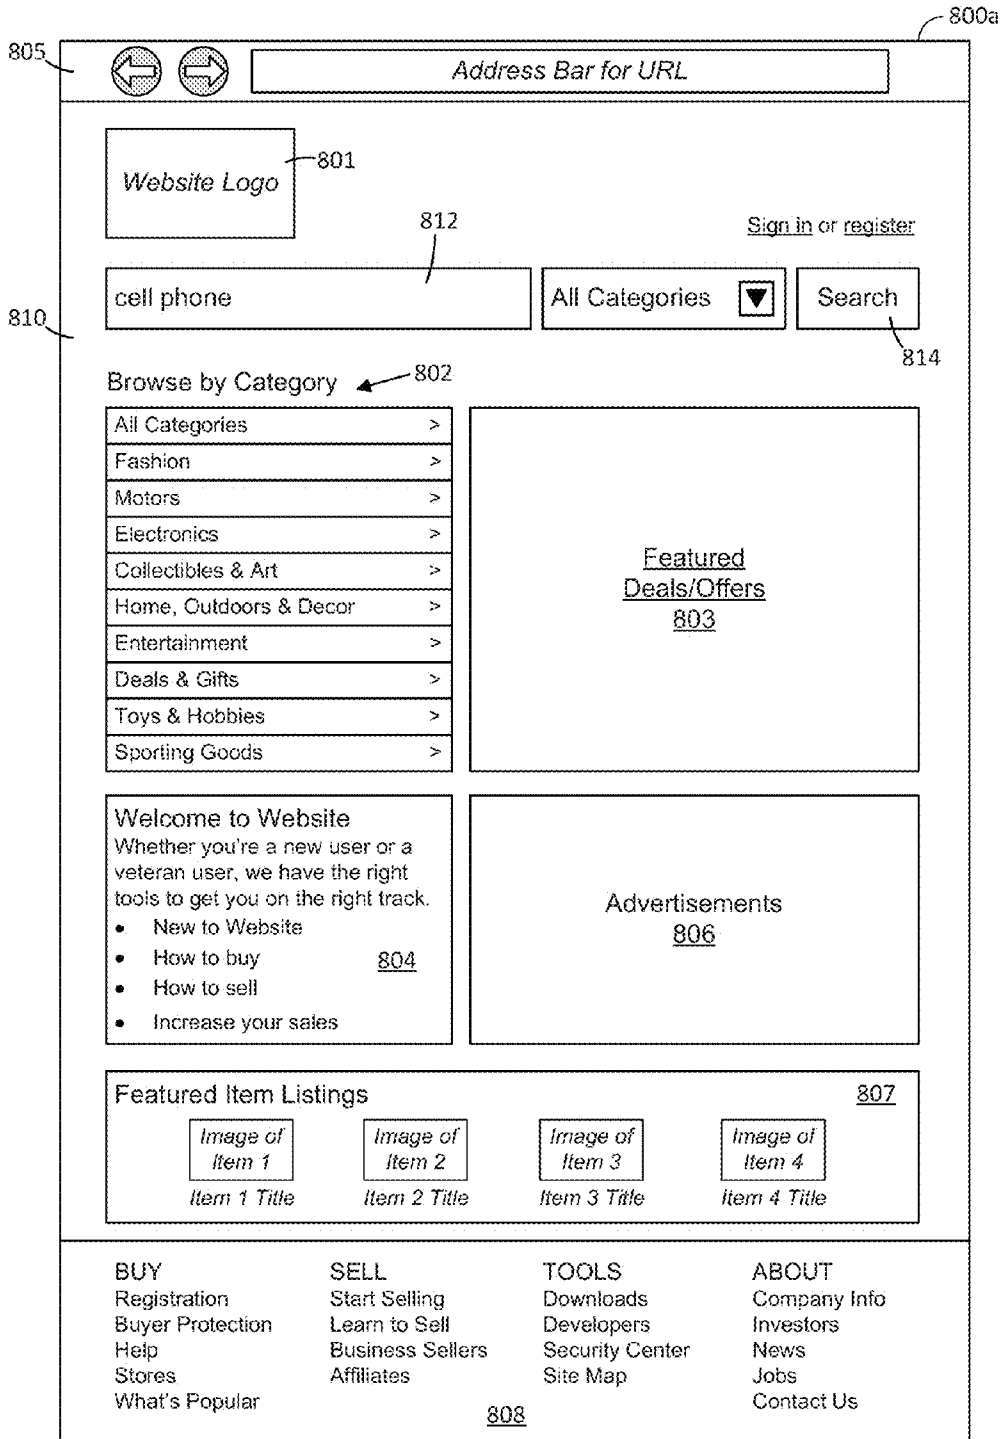 800a
805
Address Bar for URL
801
Website Logo
812
Sign in or register
cell phone
All Categories
Search
810
814
Browse by Category
802
All Categories >
Fashion >
Motors >
Electronics >
Collectibles & Art >
Home, Outdoors & Decor >
Entertainment >
Deals & Gifts >
Toys & Hobbies >
Sporting Goods >
Featured
Deals/Offers
803
Welcome to Website
Whether you're a new user or a
veteran user, we have the right
tools to get you on the right track.
• New to Website
• How to buy
• How to sell
• Increase your sales
804
Advertisements
806
Featured Item Listings
807
Image of
Item 1
Item 1 Title
Image of
Item 2
Item 2 Title
Image of
Item 3
Item 3 Title
Image of
Item 4
Item 4 Title
BUY
Registration
Buyer Protection
Help
Stores
What's Popular
SELL
Start Selling
Learn to Sell
Business Sellers
Affiliates
TOOLS
Downloads
Developers
Security Center
Site Map
ABOUT
Company Info
Investors
News
Jobs
Contact Us
808